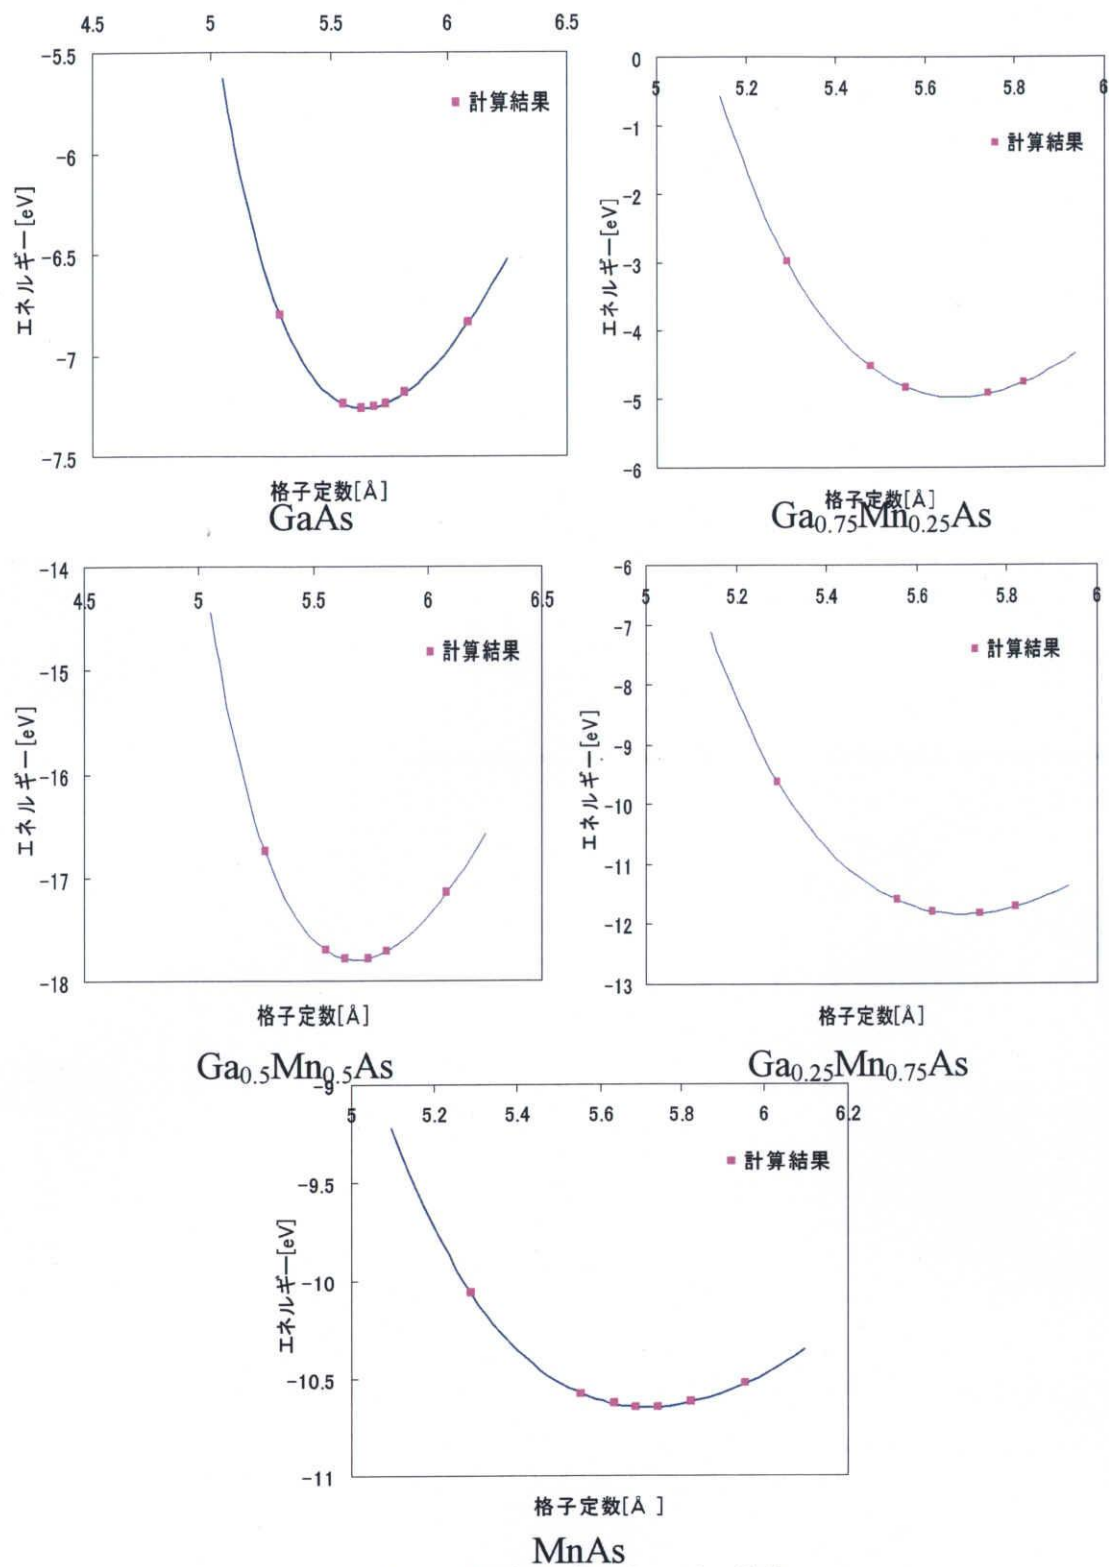 4.5 5 5.5 6 6.5
-5.5
-6
-6.5
-7
-7.5
エネルギー[eV]
計算結果
格子定数[Å]
GaAs
0
5 5.2 5.4 5.6 5.8 6
-1
-2
-3
-4
-5
-6
エネルギー[eV]
計算結果
格子定数[Å]
Ga0.75Mn0.25As
-14
4.5 5 5.5 6 6.5
-15
-16
-17
-18
エネルギー[eV]
計算結果
格子定数[Å]
Ga0.5Mn0.5As
-6
5 5.2 5.4 5.6 5.8 6
-7
-8
-9
-10
-11
-12
-13
エネルギー[eV]
計算結果
格子定数[Å]
Ga0.25Mn0.75As
-9
5 5.2 5.4 5.6 5.8 6 6.2
-9.5
-10
-10.5
-11
エネルギー[eV]
計算結果
格子定数[Å ]
MnAs